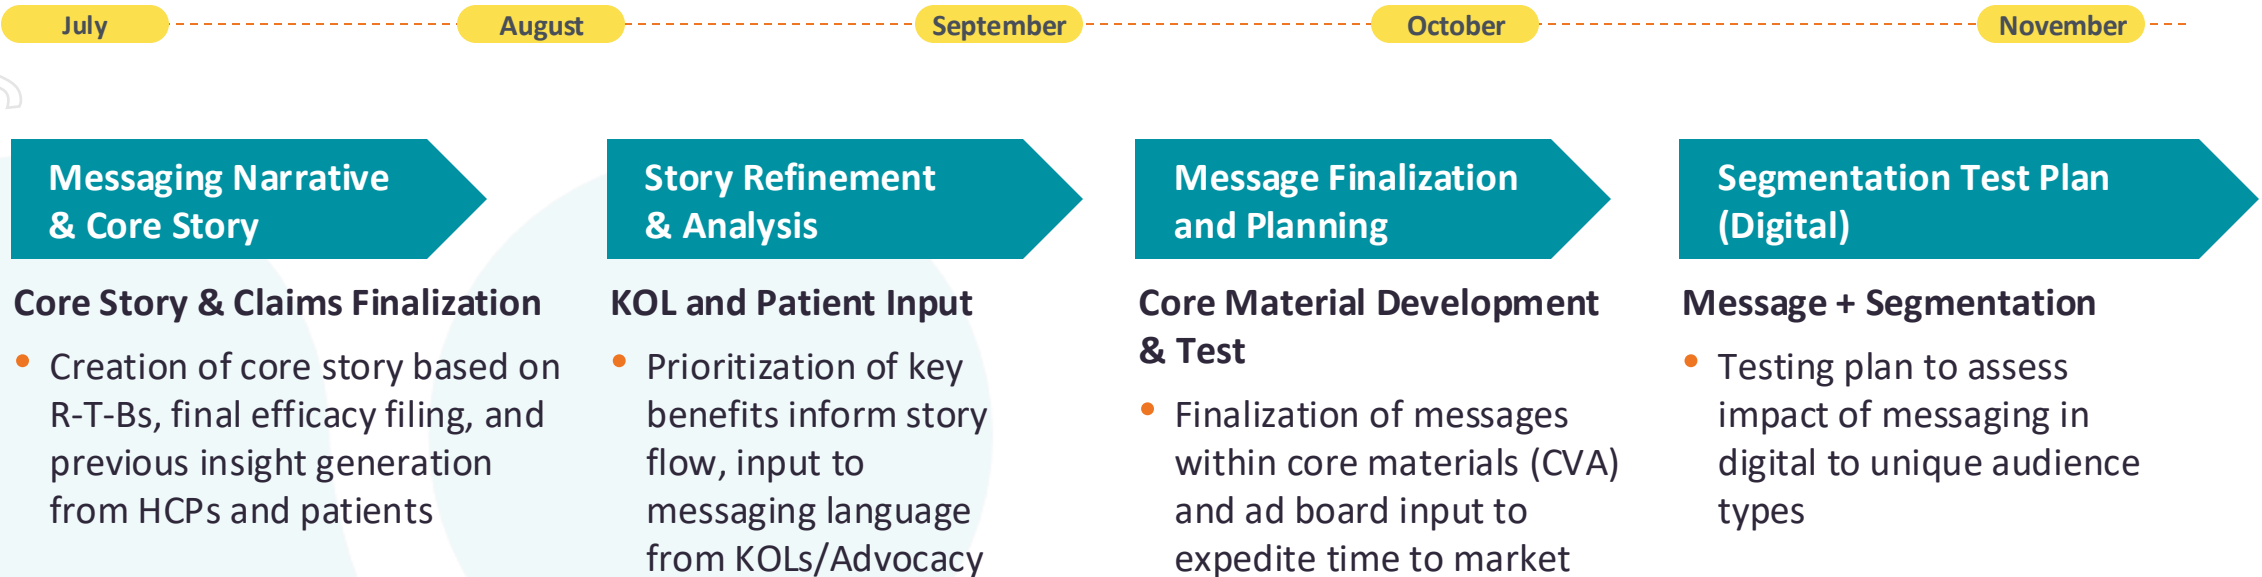 July
August
September
October
November
Messaging Narrative
& Core Story
Core Story & Claims Finalization
• Creation of core story based on
R-T-Bs, final efficacy filing, and
previous insight generation
from HCPs and patients
Story Refinement
& Analysis
KOL and Patient Input
• Prioritization of key
benefits inform story
flow, input to
messaging language
from KOLs/Advocacy
Message Finalization
and Planning
Core Material Development
& Test
• Finalization of messages
within core materials (CVA)
and ad board input to
expedite time to market
Segmentation Test Plan
(Digital)
Message + Segmentation
• Testing plan to assess
impact of messaging in
digital to unique audience
types